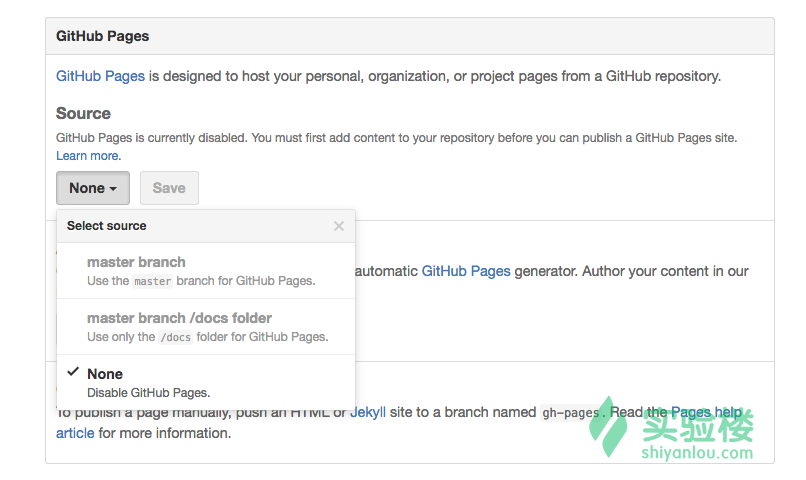 GitHub Pages
GitHub Pages is designed to host your personal, organization, or project pages from a GitHub repository.
Source
GitHub Pages is currently disabled. You must first add content to your repository before you can publish a GitHub Pages site.
Learn more.
None
Save
Select source
master branch
Use the master branch for GitHub Pages.
automatic GitHub Pages generator. Author your content in our
master branch /docs folder
Use only the /docs folder for GitHub Pages.
None
Disable GitHub Pages.
To publish a page manually, push an HTML or Jekyll site to a branch named gh-pages. Read the Pages help
article for more information.
实验楼
shiyanlou.com